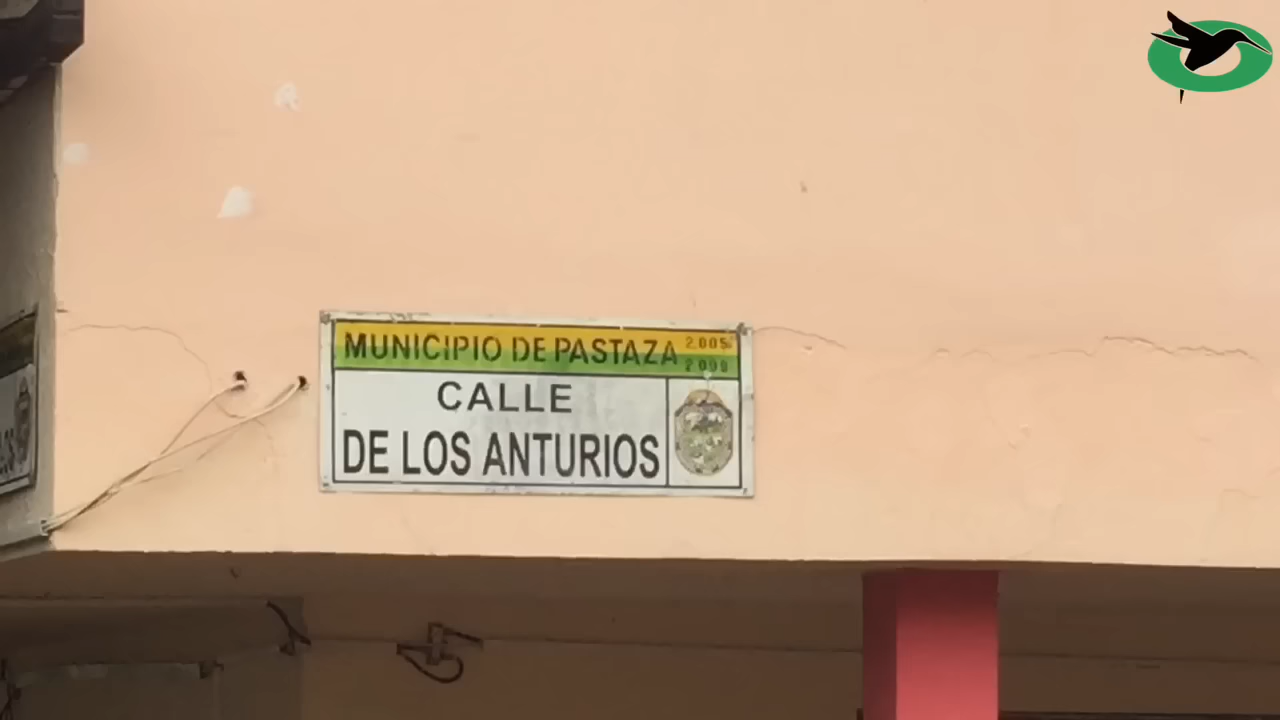 MUNICIPIO DE PASTAZA
2.005
2.009
CALLE
DE LOS ANTURIOS